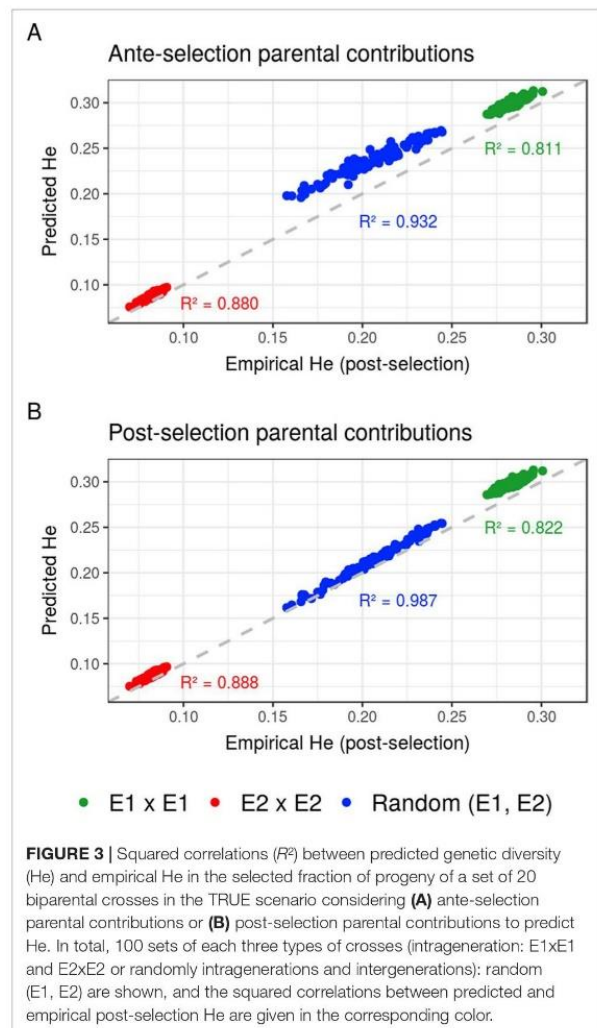 A
Ante-selection parental contributions
0.30
0.25
0.20
0.15
0.10
Predicted He
R² = 0.811
R² = 0.932
R² = 0.880
0.10 0.15 0.20 0.25 0.30
Empirical He (post-selection)
B
Post-selection parental contributions
0.30
0.25
0.20
0.15
0.10
Predicted He
R² = 0.822
R² = 0.987
R² = 0.888
0.10 0.15 0.20 0.25 0.30
Empirical He (post-selection)
E1 x E1 E2 x E2 Random (E1, E2)
FIGURE 3 | Squared correlations (R²) between predicted genetic diversity
(He) and empirical He in the selected fraction of progeny of a set of 20
biparental crosses in the TRUE scenario considering (A) ante-selection
parental contributions or (B) post-selection parental contributions to predict
He. In total, 100 sets of each three types of crosses (intrageneration: E1xE1
and E2xE2 or randomly intragenerations and intergenerations): random
(E1, E2) are shown, and the squared correlations between predicted and
empirical post-selection He are given in the corresponding color.